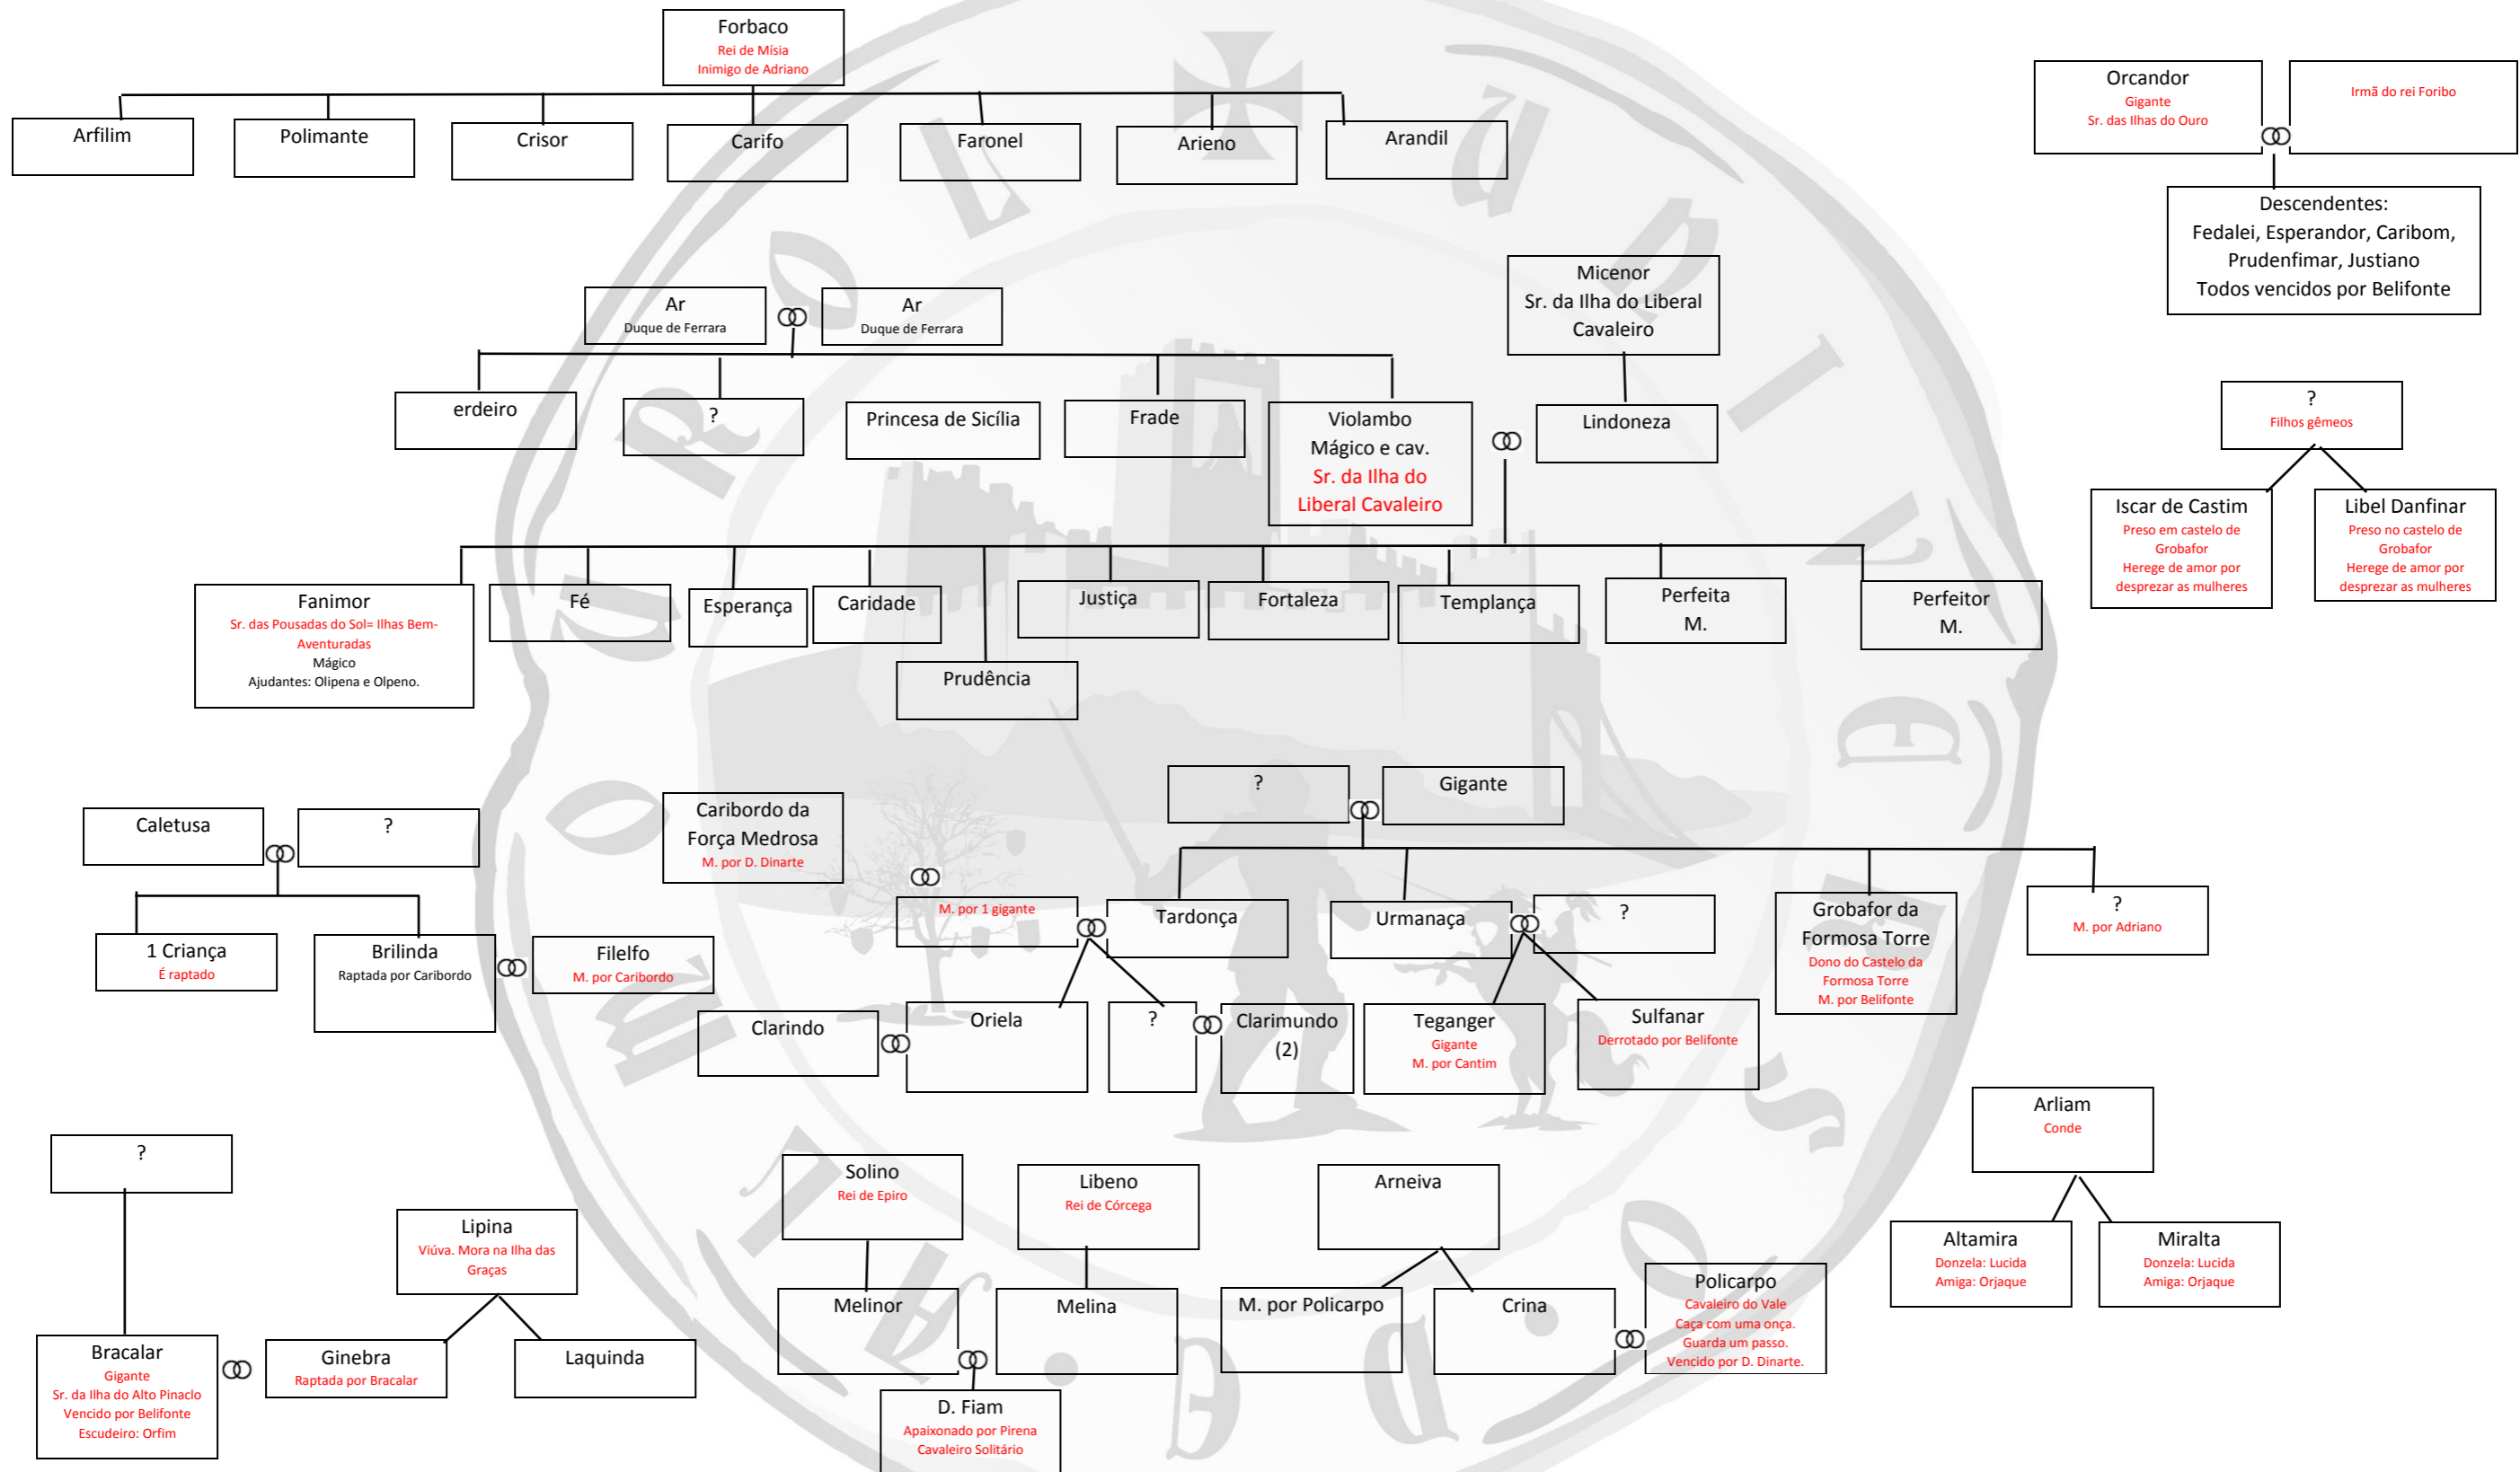 Forbaco
Rei de Mísia
Inimigo de Adriano
Arfilim
Polimante
Crisor
Carifo
Faronel
Arieno
Arandil
Orcandor
Gigante
Sr. das Ilhas do Ouro
Irmã do rei Foribo
Descendentes:
Fedalei, Esperandor, Caribom,
Prudenfimar, Justiano
Todos vencidos por Belifonte
Ar
Duque de Ferrara
Ar
Duque de Ferrara
Micenor
Sr. da Ilha do Liberal
Cavaleiro
erdeiro
?
Princesa de Sicília
Frade
Violambo
Mágico e cav.
Sr. da Ilha do
Liberal Cavaleiro
Lindoneza
?
Filhos gêmeos
Iscar de Castim
Preso em castelo de
Grobafor
Herege de amor por
desprezar as mulheres
Libel Danfinar
Preso no castelo de
Grobafor
Herege de amor por
desprezar as mulheres
Fanimor
Sr. das Pousadas do Sol= Ilhas Bem-
Aventuradas
Mágico
Ajudantes: Olipena e Olpeno.
Fé
Esperança
Caridade
Prudência
Justiça
Fortaleza
Templança
Perfeita
M.
Perfeitor
M.
Caletusa
?
1 Criança
É raptado
Brilinda
Raptada por Caribordo
Filelfo
M. por Caribordo
Caribordo da
Força Medrosa
M. por D. Dinarte
?
Gigante
M. por 1 gigante
Tardonça
Urmanaça
?
Grobafor da
Formosa Torre
Dono do Castelo da
Formosa Torre
M. por Belifonte
?
M. por Adriano
Clarindo
Oriela
?
Clarimundo
(2)
Teganger
Gigante
M. por Cantim
Sulfanar
Derrotado por Belifonte
?
Bracalar
Gigante
Sr. da Ilha do Alto Pinaclo
Vencido por Belifonte
Escudeiro: Orfim
Lipina
Viúva. Mora na Ilha das
Graças
Ginebra
Raptada por Bracalar
Laquinda
Solino
Rei de Epiro
Libeno
Rei de Córcega
Melinor
Melina
D. Fiam
Apaixonado por Pirena
Cavaleiro Solitário
Arneiva
M. por Policarpo
Crina
Policarpo
Cavaleiro do Vale
Caça com uma onça.
Guarda um passo.
Vencido por D. Dinarte.
Arliam
Conde
Altamira
Donzela: Lucida
Amiga: Orjaque
Miralta
Donzela: Lucida
Amiga: Orjaque